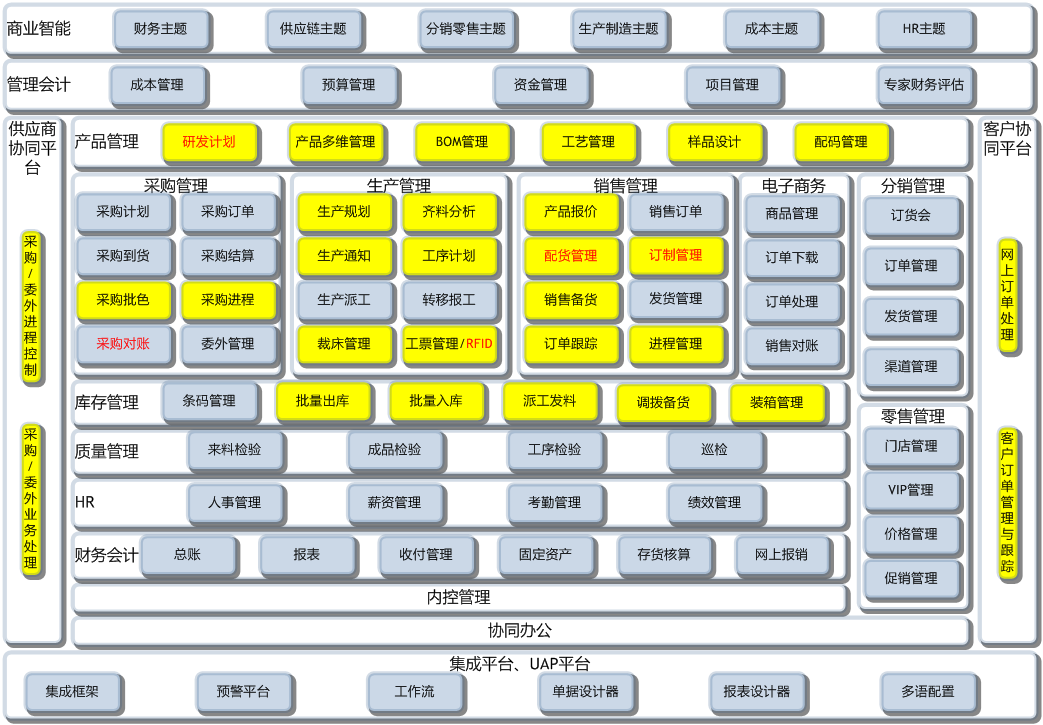 商业智能
财务主题
供应链主题
分销零售主题
生产制造主题
成本主题
HR主题
管理会计
成本管理
预算管理
资金管理
项目管理
专家财务评估
供应商
协同平
台
采购/委外进程控制
采购/委外业务处理
产品管理
研发计划
产品多维管理
BOM管理
工艺管理
样品设计
配码管理
采购管理
采购计划
采购订单
采购到货
采购结算
采购批色
采购进程
采购对账
委外管理
生产管理
生产规划
齐料分析
生产通知
工序计划
生产派工
转移报工
裁床管理
工票管理/RFID
销售管理
产品报价
销售订单
配货管理
订制管理
销售备货
发货管理
订单跟踪
进程管理
电子商务
商品管理
订单下载
订单处理
销售对账
分销管理
订货会
订单管理
发货管理
渠道管理
库存管理
条码管理
批量出库
批量入库
派工发料
调拨备货
装箱管理
质量管理
来料检验
成品检验
工序检验
巡检
HR
人事管理
薪资管理
考勤管理
绩效管理
财务会计
总账
报表
收付管理
固定资产
存货核算
网上报销
零售管理
门店管理
VIP管理
价格管理
促销管理
内控管理
协同办公
客户协
同平台
网上订单处理
客户订单管理与跟踪
集成平台、UAP平台
集成框架
预警平台
工作流
单据设计器
报表设计器
多语配置